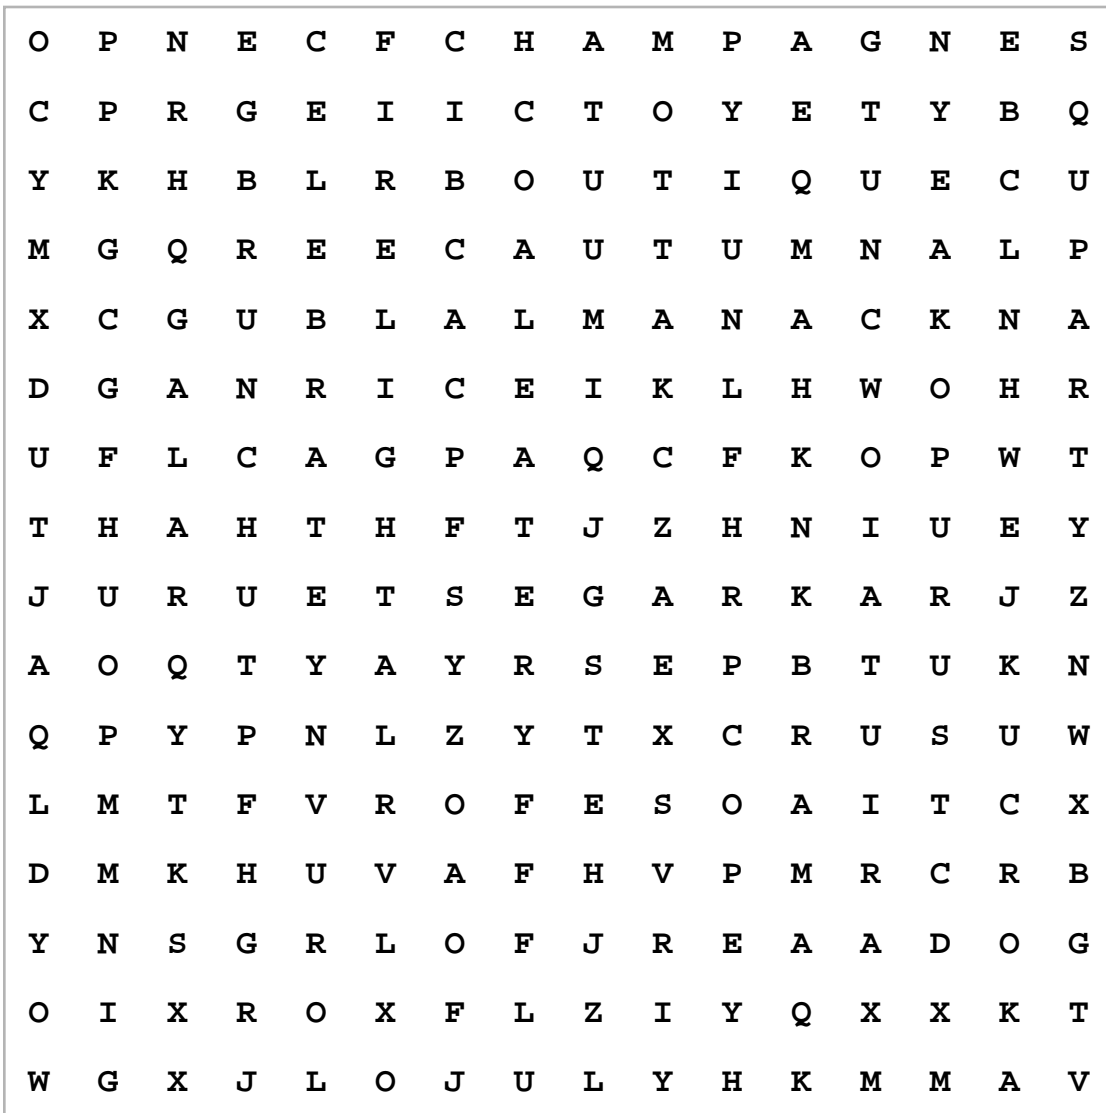 O P N E C F C H A M P A G N E S
C P R G E I I C T O Y E T Y B Q
Y K H B L R B O U T I Q U E C U
M G Q R E E C A U T U M N A L P
X C G U B L A L M A N A C K N A
D G A N R I C E I K L H W O H R
U F L C A G P A Q C F K O P W T
T H A H T H F T J Z H N I U E Y
J U R U E T S E G A R K A R J Z
A O Q T Y A Y R S E P B T U K N
Q P Y P N L Z Y T X C R U S U W
L M T F V R O F E S O A I T C X
D M K H U V A F H V P M R C R B
Y N S G R L O F J R E A A D O G
O I X R O X F L Z I Y Q X X K T
W G X J L O J U L Y H K M M A V